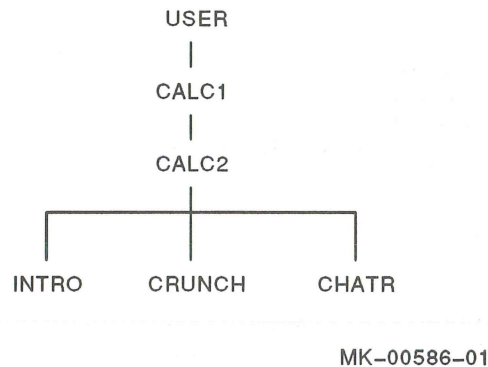 USER
CALC1
CALC2
INTRO CRUNCH CHATR
MK-00586-01